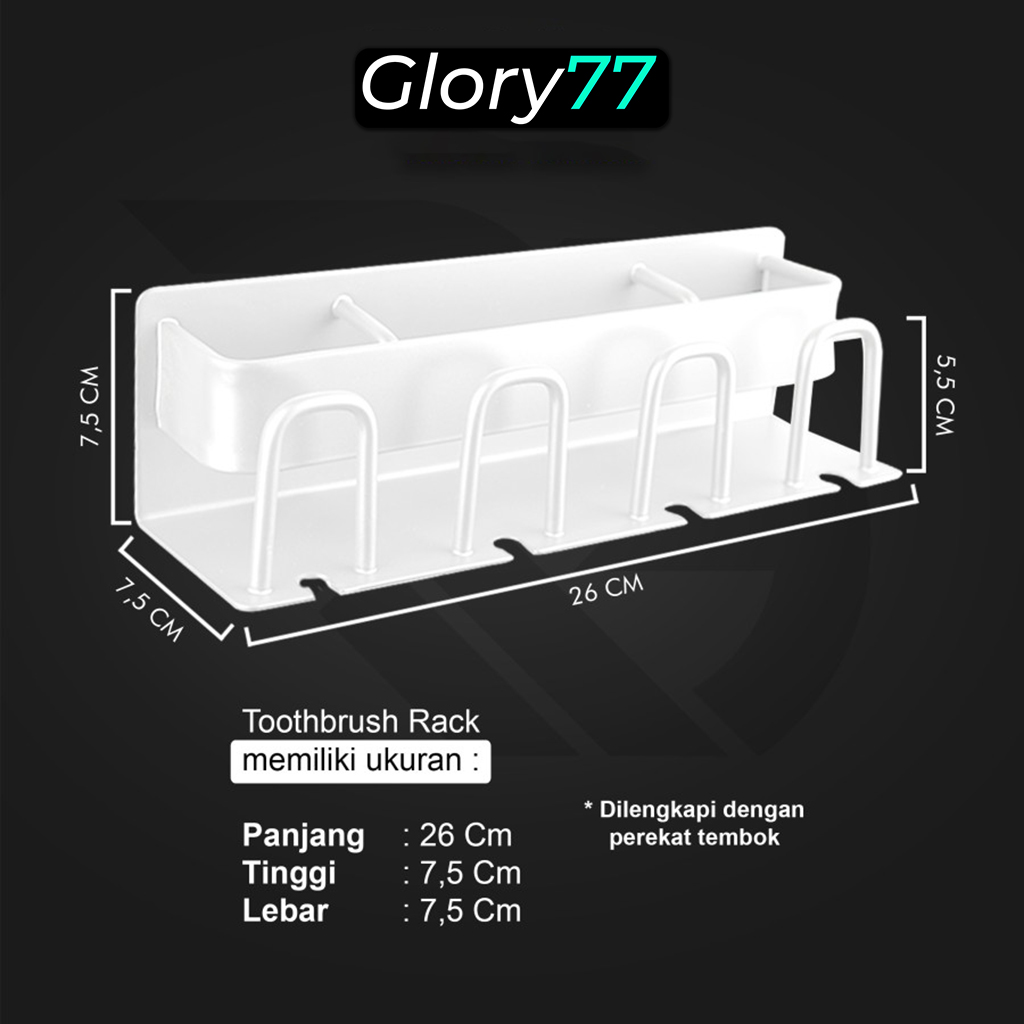 Glory77
7,5 CM
5,5 CM
7,5 CM
26 CM
Toothbrush Rack
memiliki ukuran :
Panjang : 26 Cm
Tinggi : 7,5 Cm
Lebar : 7,5 Cm
* Dilengkapi dengan
perekat tembok